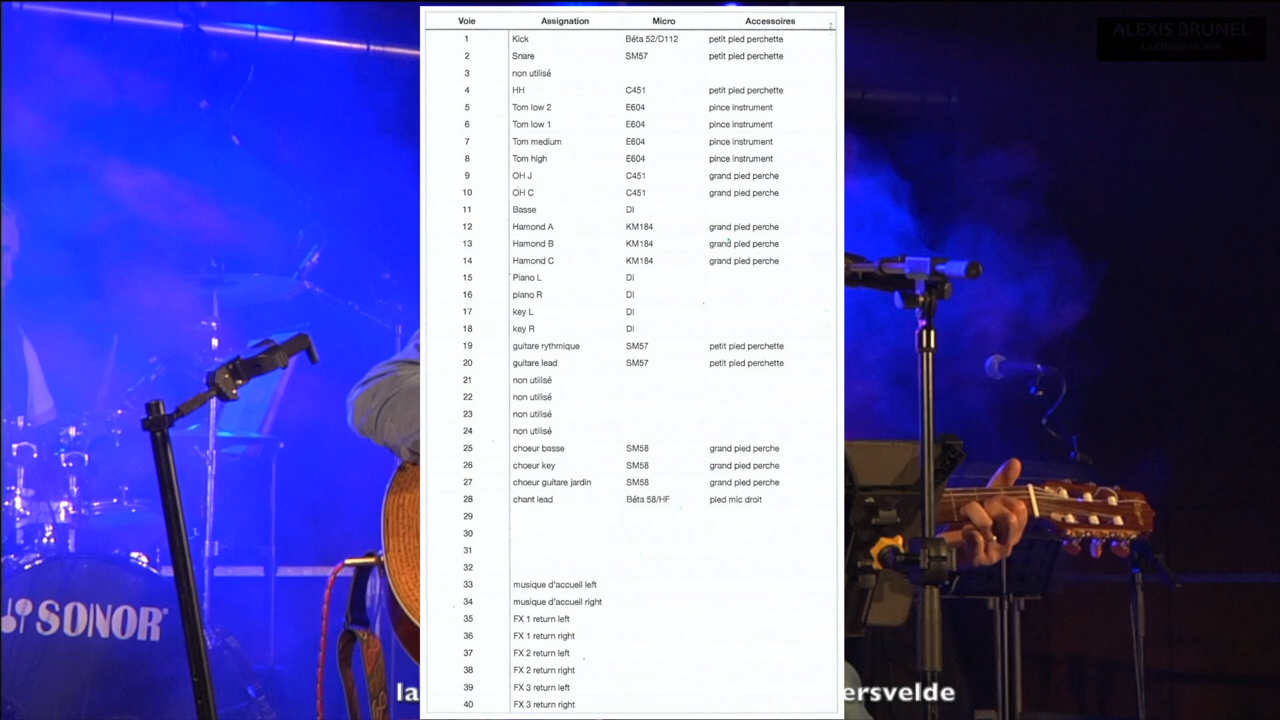 Voie Assignation Micro Accessoires
1 Kick Béta 52/D112 petit pied perchette
2 Snare SM57 petit pied perchette
3 non utilisé
4 HH C451 petit pied perchette
5 Tom low 2 E604 pince instrument
6 Tom low 1 E604 pince instrument
7 Tom medium E604 pince instrument
8 Tom high E604 pince instrument
9 OH J C451 grand pied perche
10 OH C C451 grand pied perche
11 Basse DI
12 Hamond A KM184 grand pied perche
13 Hamond B KM184 grand pied perche
14 Hamond C KM184 grand pied perche
15 Piano L DI
16 piano R DI
17 key L DI
18 key R DI
19 guitare rythmique SM57 petit pied perchette
20 guitare lead SM57 petit pied perchette
21 non utilisé
22 non utilisé
23 non utilisé
24 non utilisé
25 choeur basse SM58 grand pied perche
26 choeur key SM58 grand pied perche
27 choeur guitare jardin SM58 grand pied perche
28 chant lead Béta 58/HF pied mic droit
29
30
31
32
33 musique d'accueil left
34 musique d'accueil right
35 FX 1 return left
36 FX 1 return right
37 FX 2 return left
38 FX 2 return right
39 FX 3 return left
40 FX 3 return right
ALEXIS BRUNEL
SONOR
la
ersvelde